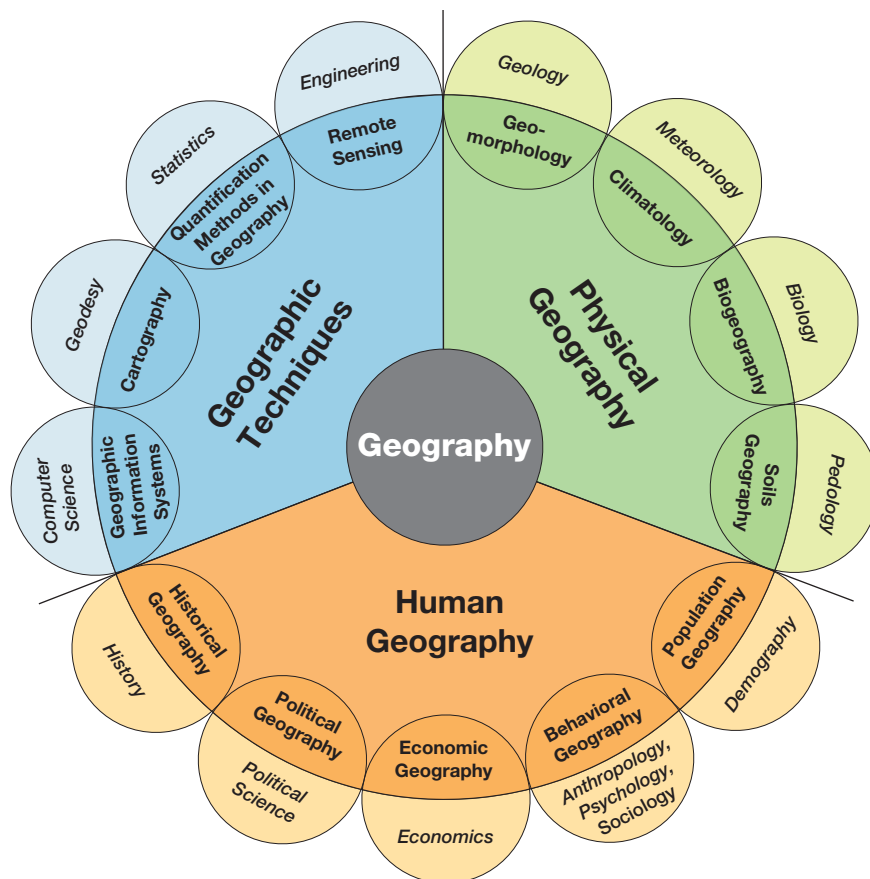 Engineering
Remote
Sensing
Geology
Geo-
morphology
Statistics
Quantification
Methods in
Geography
Meteorology
Climatology
Geodesy
Cartography
Biology
Biogeography
Geographic
Techniques
Physical
Geography
Geography
Computer
Science
Geographic
Information
Systems
Pedology
Soils
Geography
Human
Geography
History
Historical
Geography
Political
Geography
Political
Science
Economic
Geography
Economics
Behavioral
Geography
Anthropology,
Psychology,
Sociology
Population
Geography
Demography